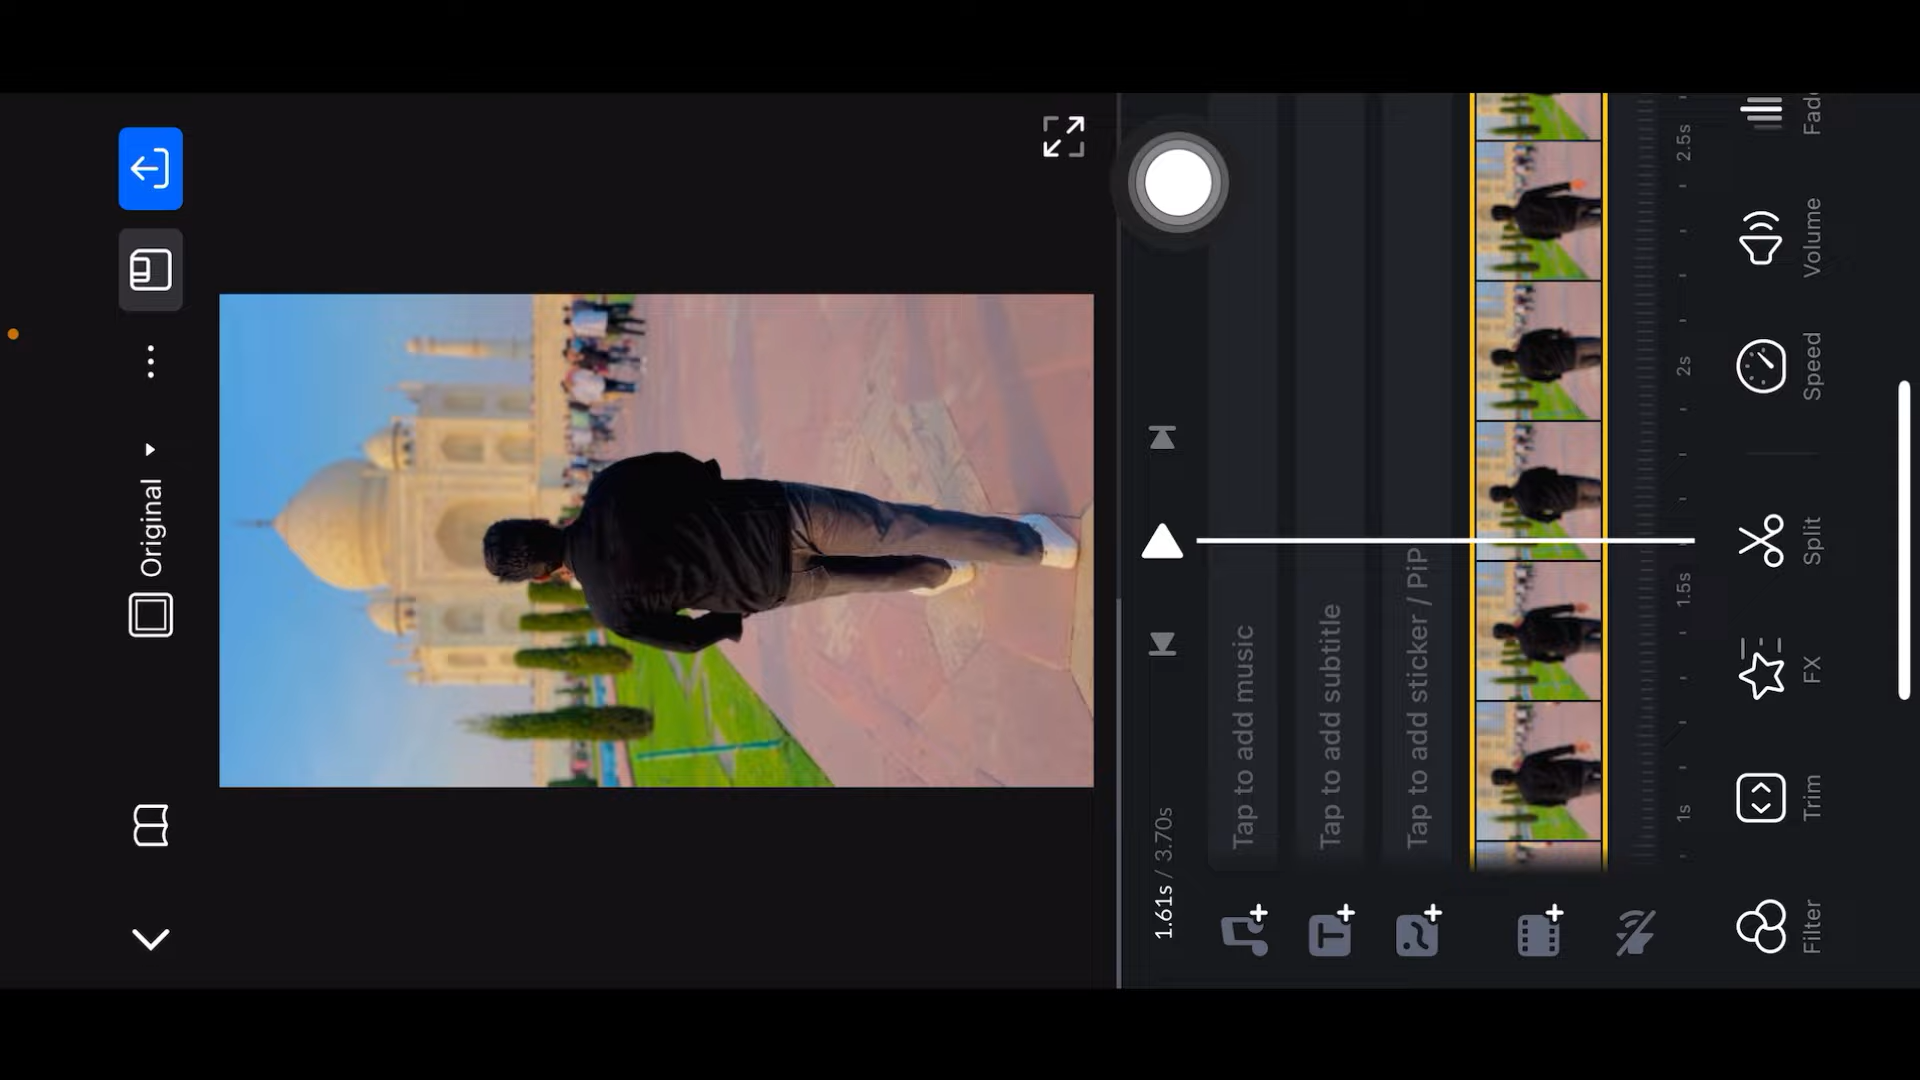 Original
1.61s / 3.70s
Tap to add music
Tap to add subtitle
Tap to add sticker / PiP
1s
1.5s
2s
2.5s
Filter
Trim
FX
Split
Speed
Volume
Fade